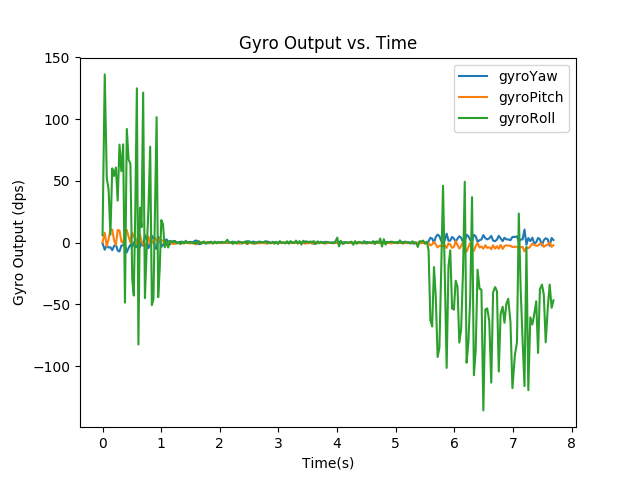 Gyro Output vs. Time
gyroYaw
gyroPitch
gyroRoll
150
100
50
0
−50
−100
Gyro Output (dps)
0 1 2 3 4 5 6 7 8
Time(s)